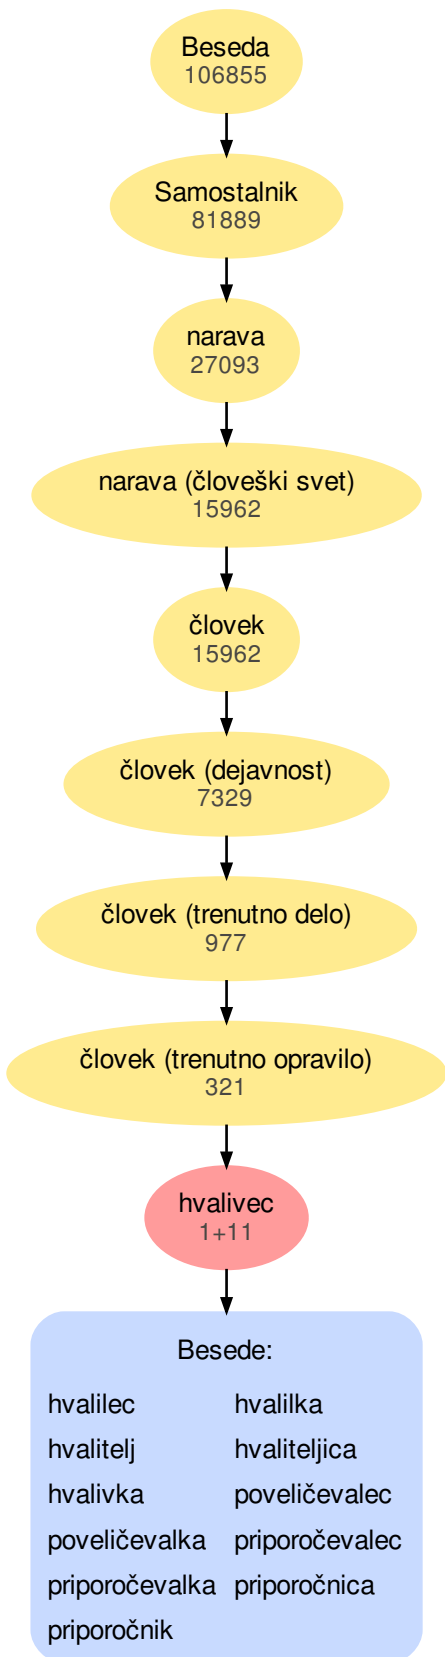 Beseda
106855
Samostalnik
81889
narava
27093
narava (človeški svet)
15962
človek
15962
človek (dejavnost)
7329
človek (trenutno delo)
977
človek (trenutno opravilo)
321
hvalivec
1+11
Besede:
hvalilec hvalilka
hvalitelj hvaliteljica
hvalivka poveličevalec
poveličevalka priporočevalec
priporočevalka priporočnica
priporočnik